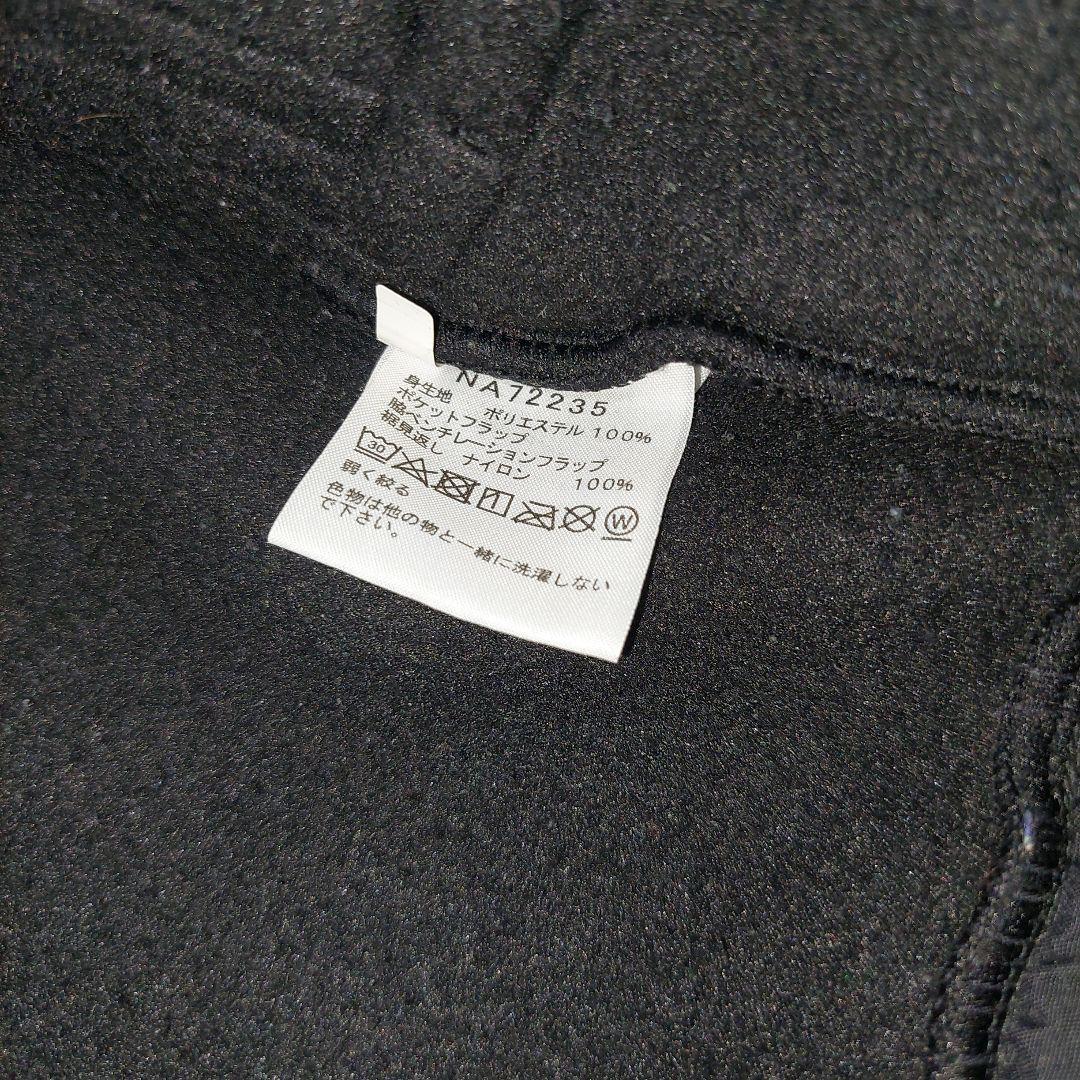 NA72235
身生地 ポリエステル 100%
ポケットフラップ
脇ベンチレーションフラップ
裾見返し ナイロン 100%
30 W
弱く絞る
色物は他の物と一緒に洗濯しない
で下さい。